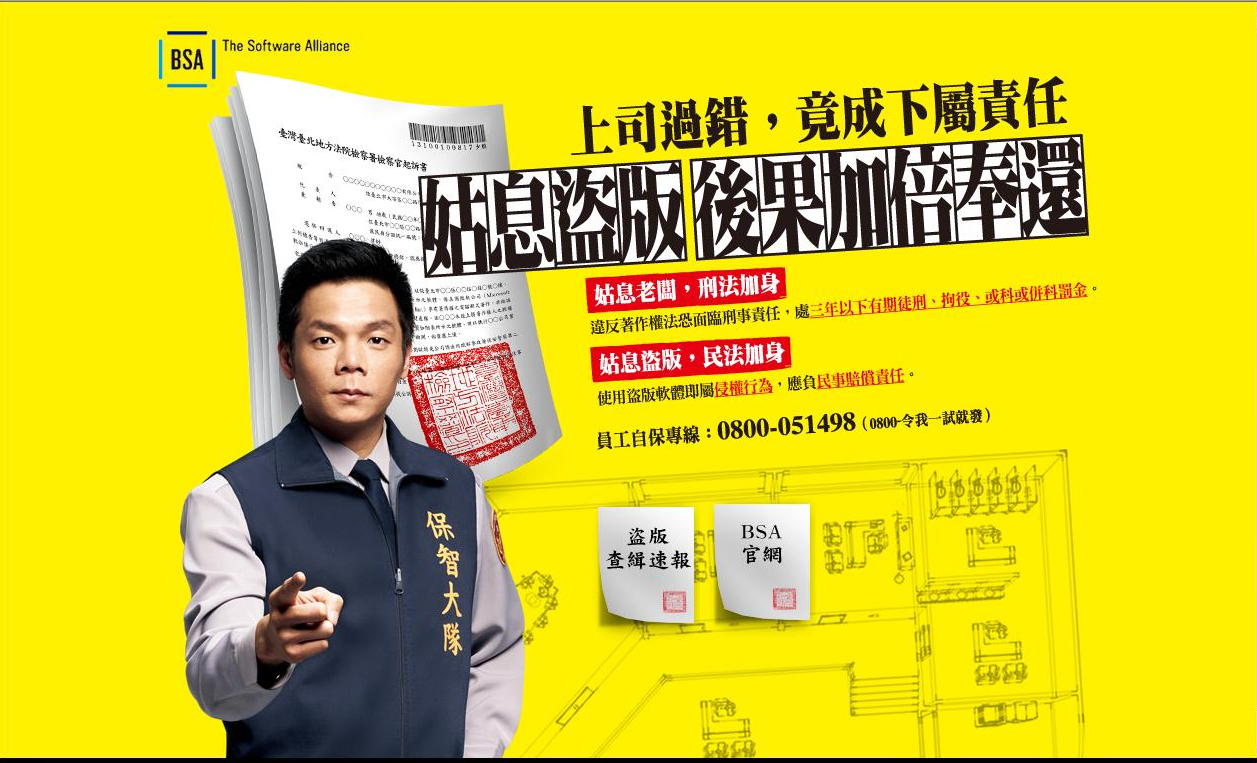 BSA
The Software Alliance
上司過錯，竟成下屬責任
姑息盜版 後果加倍奉還
姑息老闆，刑法加身
違反著作權法恐面臨刑事責任，處三年以下有期徒刑、拘役、或科或併科罰金。
姑息盜版，民法加身
使用盜版軟體即屬侵權行為，應負民事賠償責任。
員工自保專線：0800-051498（0800-令我一試就發）
臺灣臺北地方法院檢察署檢察官起訴書
盜版
查緝速報
BSA
官網
保智大隊